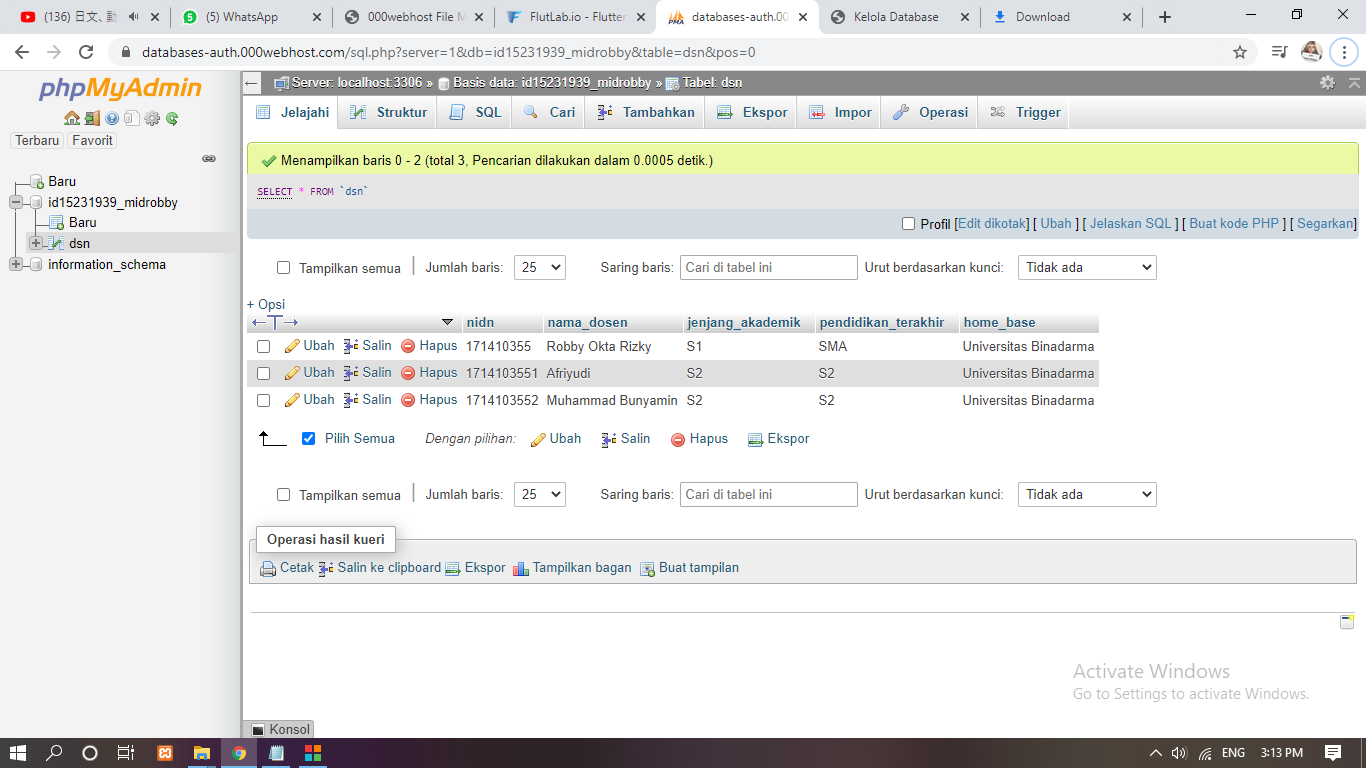 (136) 日文, 動
(5) WhatsApp
000webhost File M
FlutLab.io - Flutter
databases-auth.00
Kelola Database
Download
databases-auth.000webhost.com/sql.php?server=1&db=id15231939_midrobby&table=dsn&pos=0
phpMyAdmin
Terbaru Favorit
Baru
id15231939_midrobby
Baru
dsn
information_schema
Server: localhost:3306 » Basis data: id15231939_midrobby » Tabel: dsn
Jelajahi Struktur SQL Cari Tambahkan Ekspor Impor Operasi Trigger
Menampilkan baris 0 - 2 (total 3, Pencarian dilakukan dalam 0.0005 detik.)
SELECT * FROM `dsn`
Profil [Edit dikotak] [ Ubah ] [ Jelaskan SQL ] [ Buat kode PHP ] [ Segarkan]
Tampilkan semua | Jumlah baris: 25 Saring baris: Cari di tabel ini Urut berdasarkan kunci: Tidak ada
+ Opsi
←T→ nidn nama_dosen jenjang_akademik pendidikan_terakhir home_base
Ubah Salin Hapus 171410355 Robby Okta Rizky S1 SMA Universitas Binadarma
Ubah Salin Hapus 1714103551 Afriyudi S2 S2 Universitas Binadarma
Ubah Salin Hapus 1714103552 Muhammad Bunyamin S2 S2 Universitas Binadarma
Pilih Semua Dengan pilihan: Ubah Salin Hapus Ekspor
Tampilkan semua | Jumlah baris: 25 Saring baris: Cari di tabel ini Urut berdasarkan kunci: Tidak ada
Operasi hasil kueri
Cetak Salin ke clipboard Ekspor Tampilkan bagan Buat tampilan
Activate Windows
Go to Settings to activate Windows.
Konsol
ENG 3:13 PM